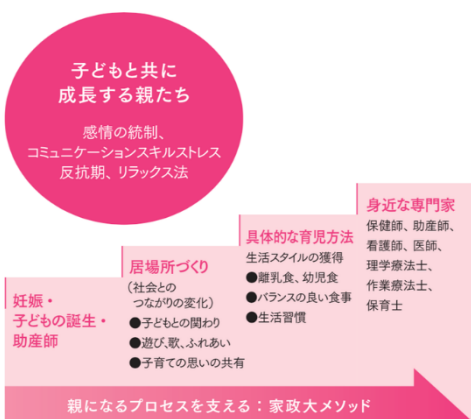 子どもと共に
成長する親たち
感情の統制、
コミュニケーションスキルストレス
反抗期、リラックス法
妊娠・
子どもの誕生・
助産師
居場所づくり
(社会との
つながりの変化)
●子どもとの関わり
●遊び、歌、ふれあい
●子育ての思いの共有
具体的な育児方法
生活スタイルの獲得
●離乳食、幼児食
●バランスの良い食事
●生活習慣
身近な専門家
保健師、助産師、
看護師、医師、
理学療法士、
作業療法士、
保育士
親になるプロセスを支える：家政大メソッド